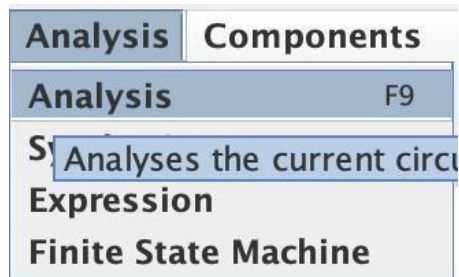 Analysis Components
Analysis F9
Analyses the current circu
Expression
Finite State Machine